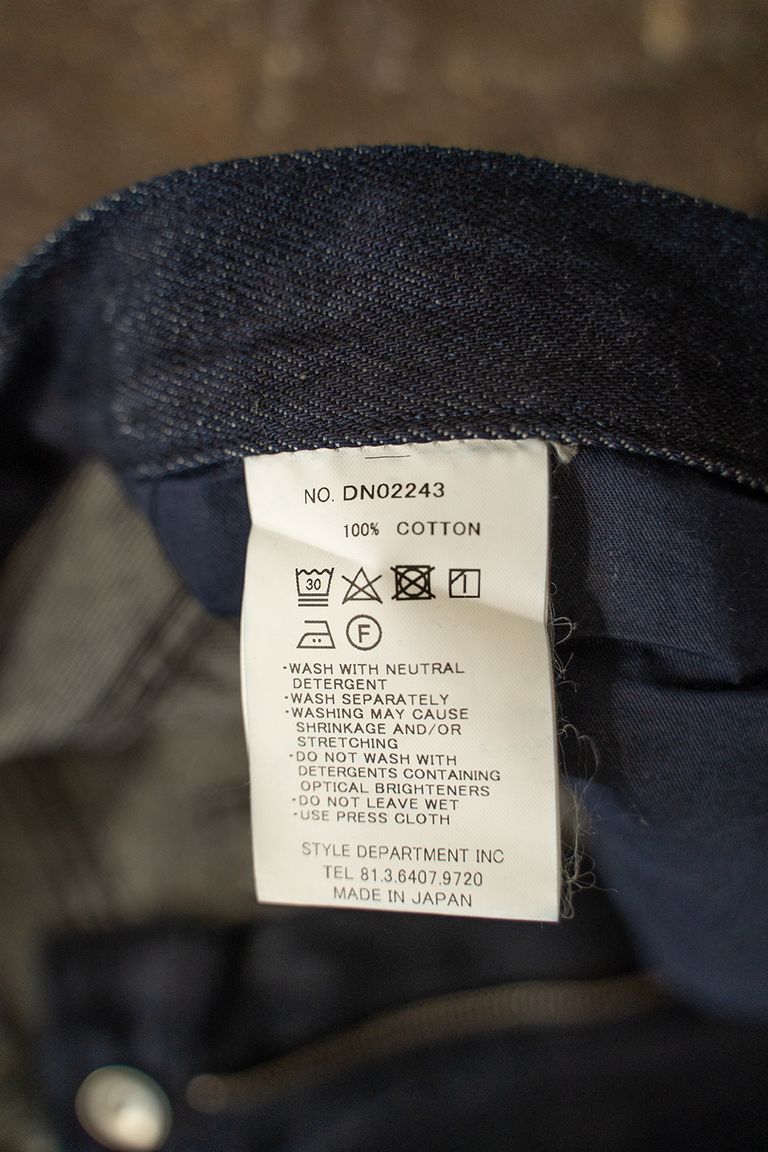 NO. DN02243
100% COTTON
30
F
·WASH WITH NEUTRAL
DETERGENT
·WASH SEPARATELY
·WASHING MAY CAUSE
SHRINKAGE AND/OR
STRETCHING
·DO NOT WASH WITH
DETERGENTS CONTAINING
OPTICAL BRIGHTENERS
·DO NOT LEAVE WET
·USE PRESS CLOTH
STYLE DEPARTMENT INC
TEL 81.3.6407.9720
MADE IN JAPAN